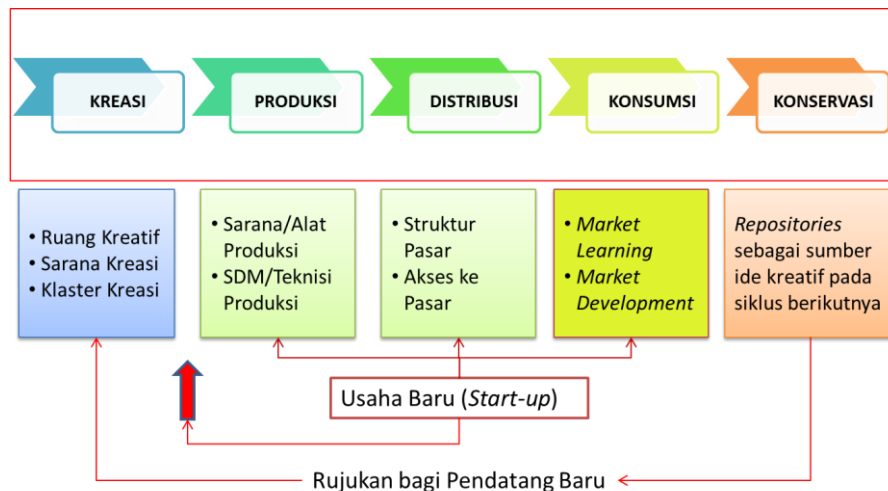 KREASI
PRODUKSI
DISTRIBUSI
KONSUMSI
KONSERVASI
• Ruang Kreatif
• Sarana Kreasi
• Klaster Kreasi
• Sarana/Alat
Produksi
• SDM/Teknisi
Produksi
• Struktur
Pasar
• Akses ke
Pasar
• Market
Learning
• Market
Development
Repositories
sebagai sumber
ide kreatif pada
siklus berikutnya
Usaha Baru (Start-up)
Rujukan bagi Pendatang Baru